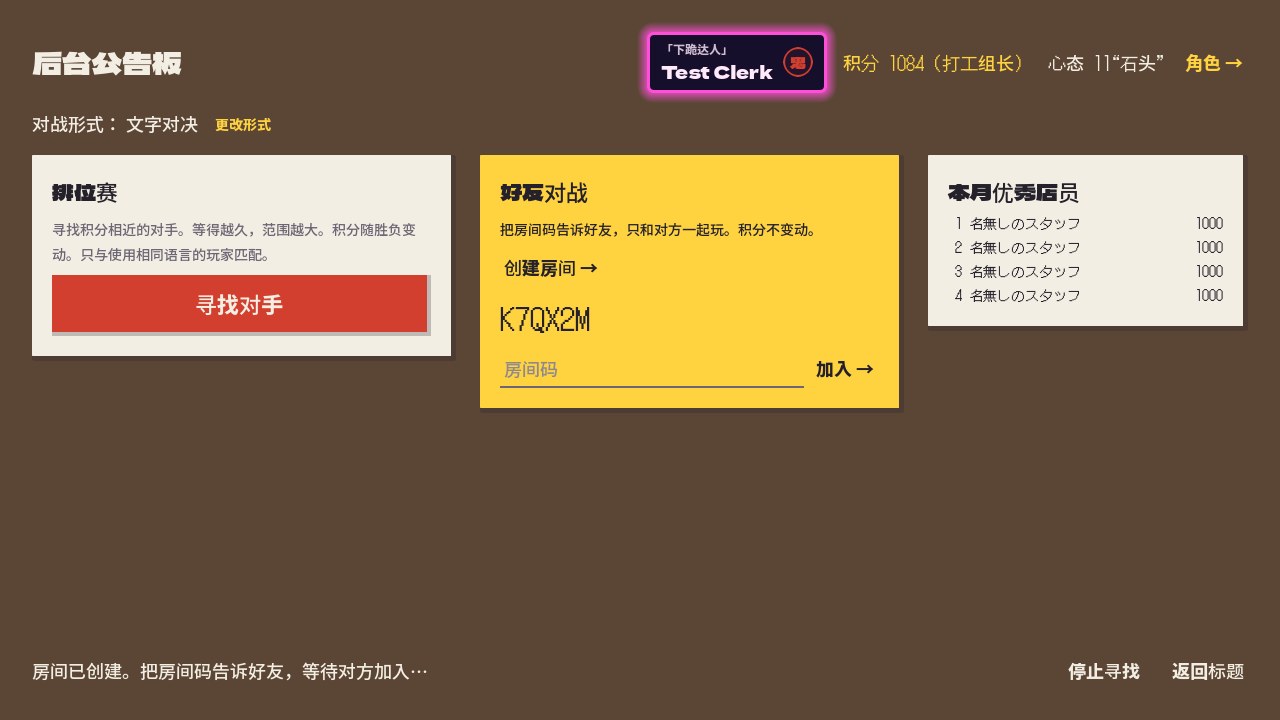 后台公告板
「下跪达人」
Test Clerk
积分 1084（打工组长）
心态 11“石头”
角色 →
对战形式： 文字对决
更改形式
排位赛
寻找积分相近的对手。等得越久，范围越大。积分随胜负变
动。只与使用相同语言的玩家匹配。
寻找对手
好友对战
把房间码告诉好友，只和对方一起玩。积分不变动。
创建房间 →
K7QX2M
房间码
加入 →
本月优秀店员
1 名無しのスタッフ 1000
2 名無しのスタッフ 1000
3 名無しのスタッフ 1000
4 名無しのスタッフ 1000
房间已创建。把房间码告诉好友，等待对方加入…
停止寻找
返回标题